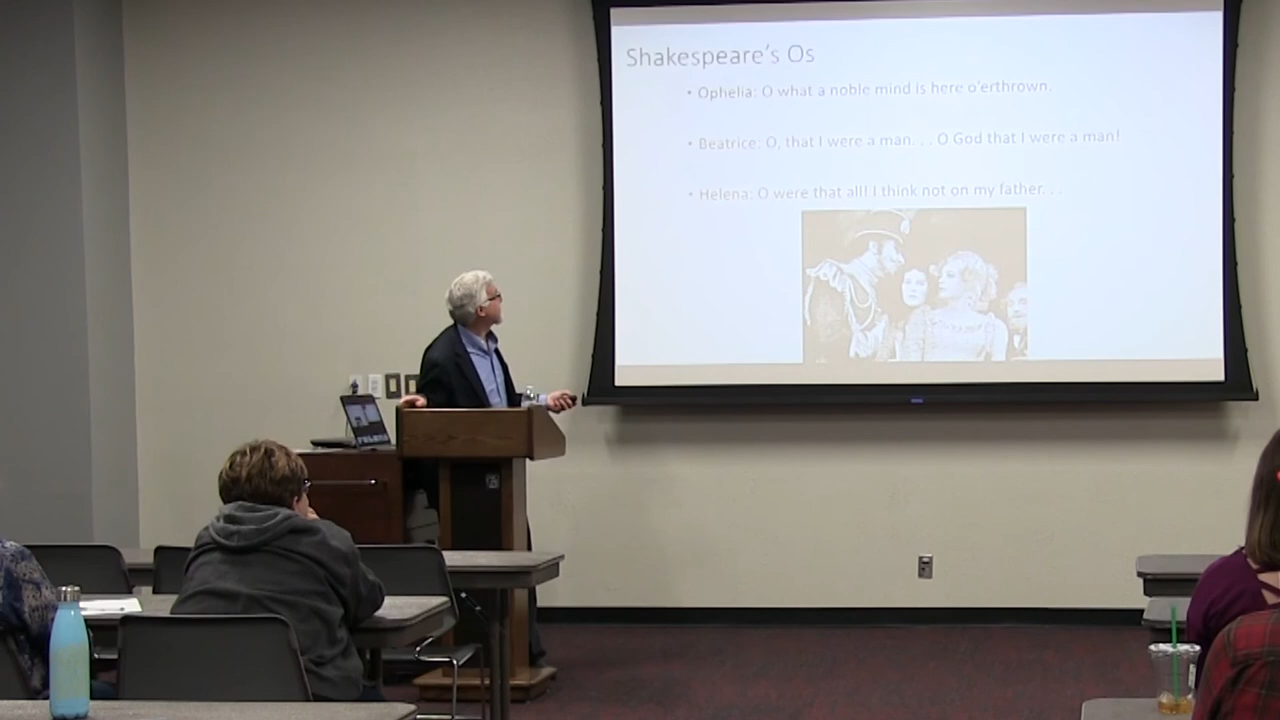 Shakespeare's Os
• Ophelia: O what a noble mind is here o'erthrown.
• Beatrice: O, that I were a man. . . O God that I were a man!
• Helena: O were that all! I think not on my father. . .